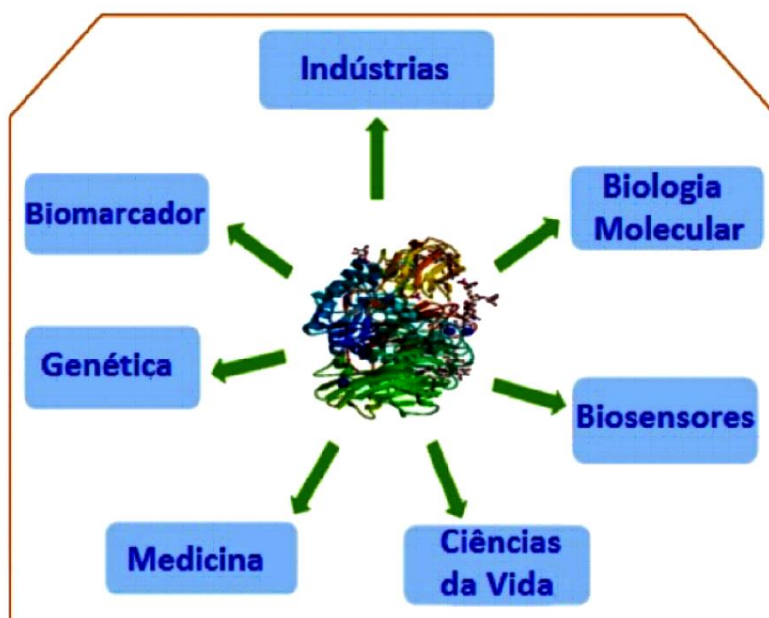 Indústrias
Biomarcador
Biologia
Molecular
Genética
Biosensores
Medicina
Ciências
da Vida